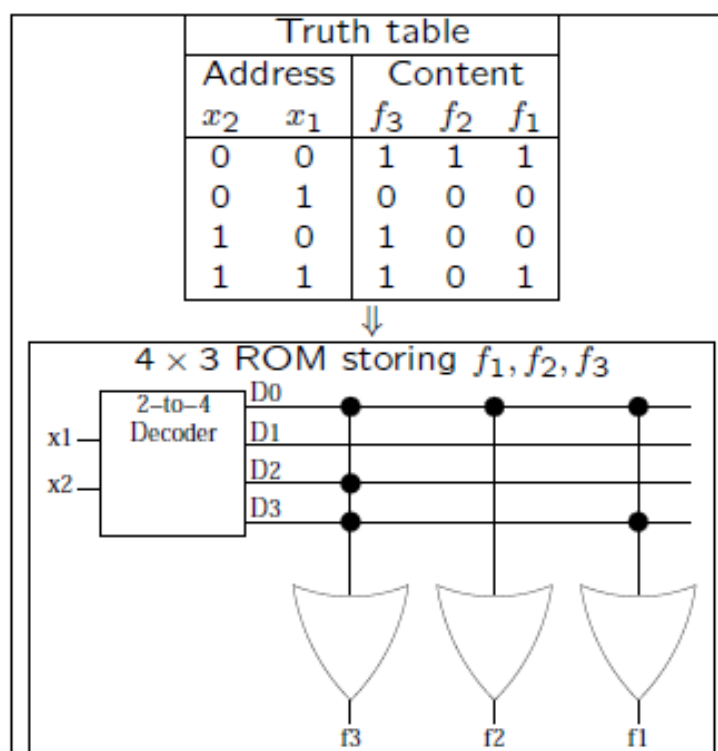 Truth table
Address Content
x2 x1 f3 f2 f1
0 0 1 1 1
0 1 0 0 0
1 0 1 0 0
1 1 1 0 1
⇓
4 × 3 ROM storing f1, f2, f3
2-to-4
Decoder
x1
x2
D0
D1
D2
D3
f3 f2 f1